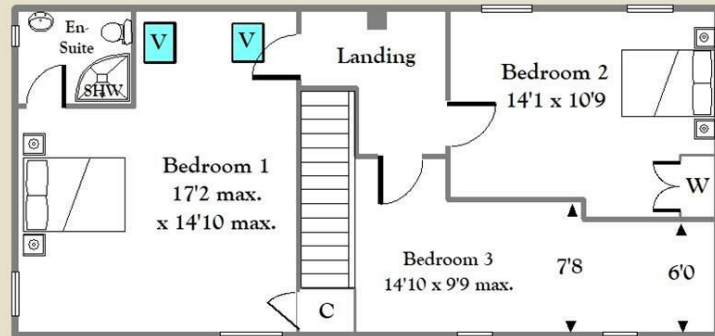 En-
Suite
SHW
V
V
Landing
Bedroom 2
14'1 x 10'9
W
Bedroom 1
17'2 max.
x 14'10 max.
Bedroom 3
14'10 x 9'9 max.
7'8
6'0
C